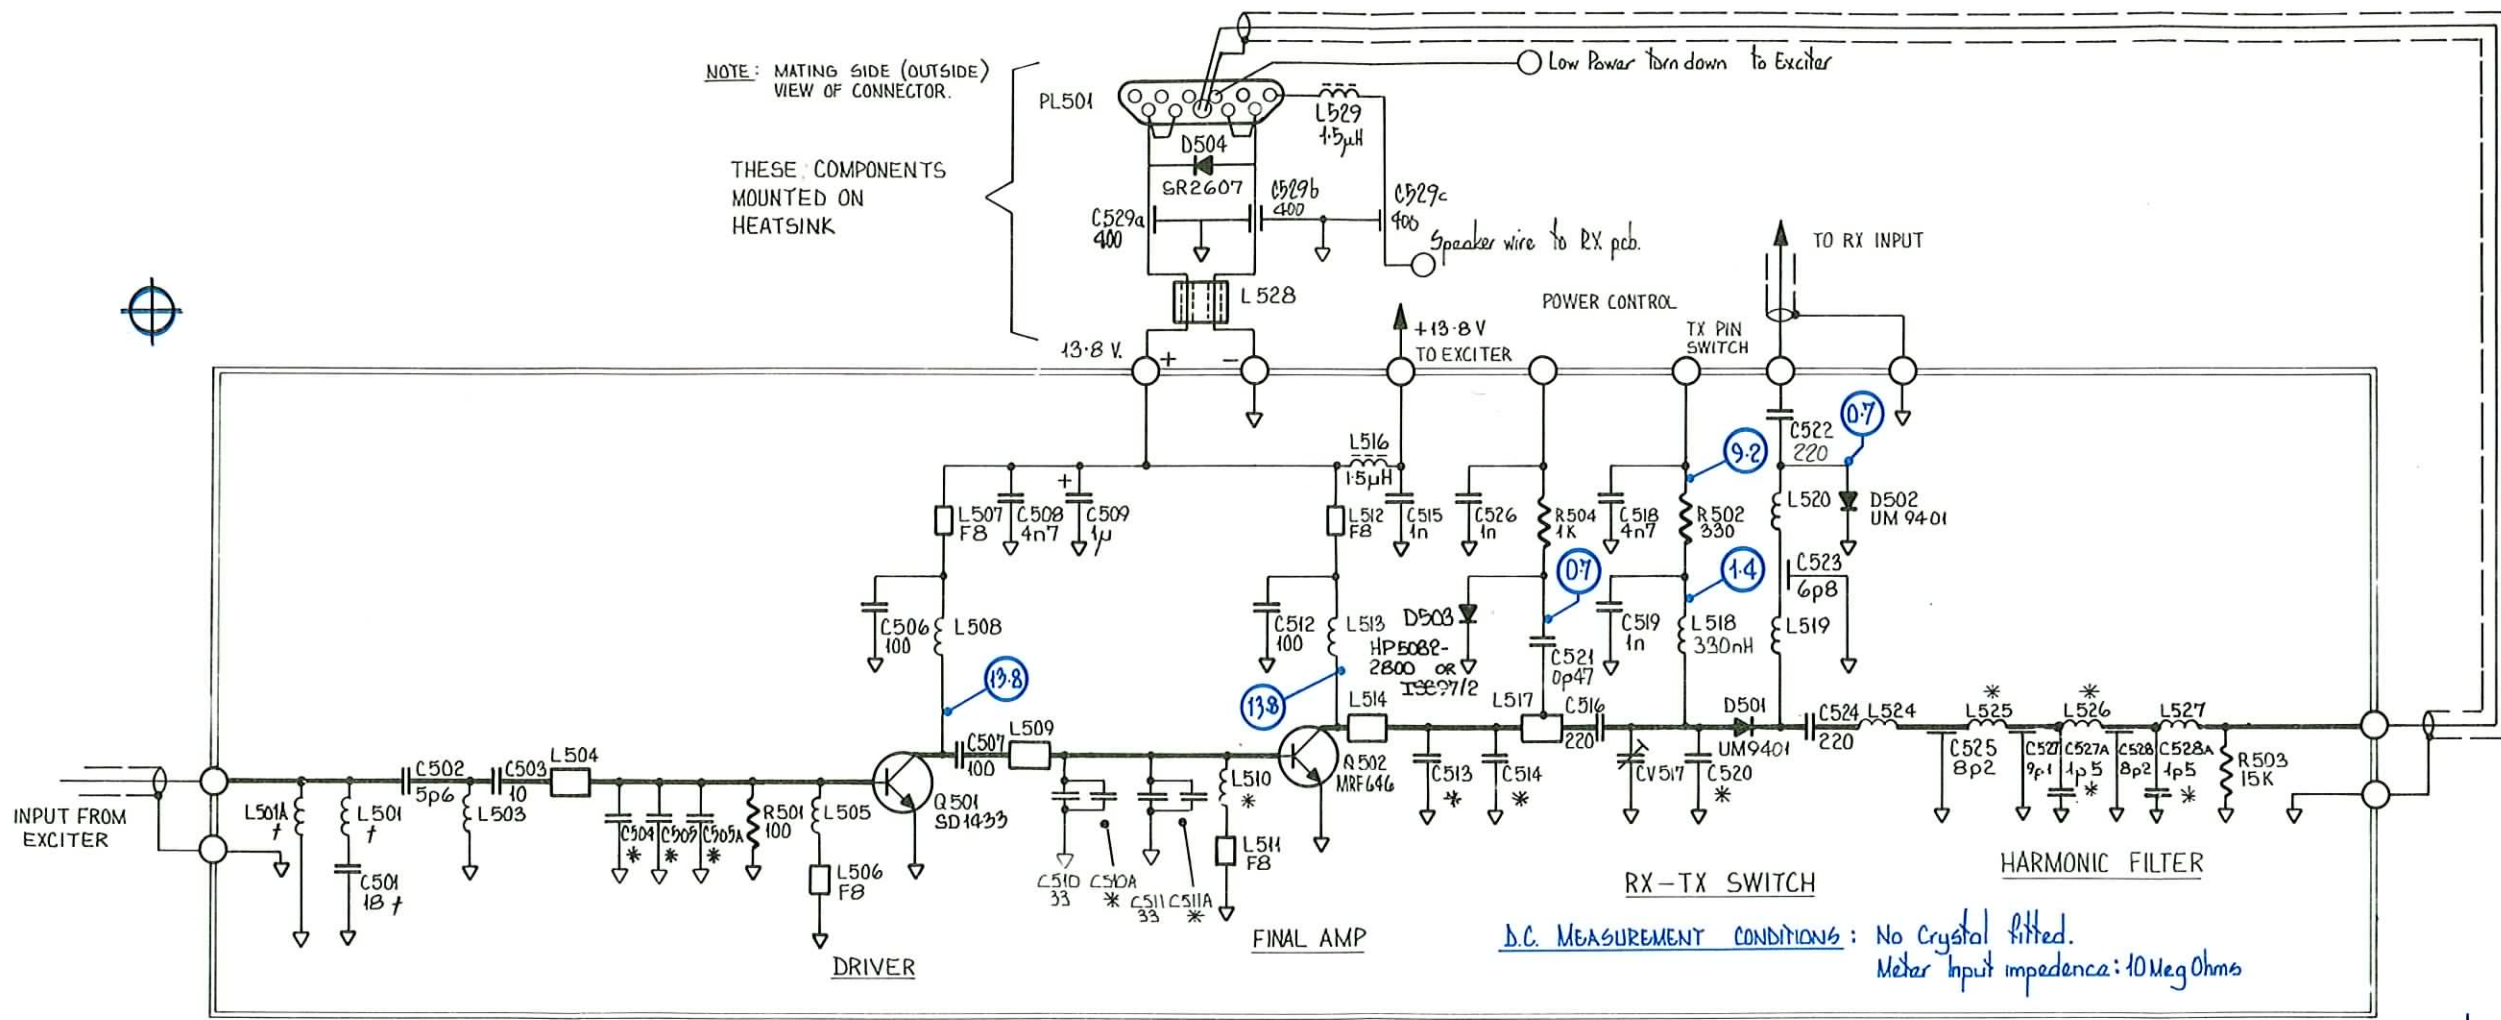 NOTE: MATING SIDE (OUTSIDE)
VIEW OF CONNECTOR.
PL501
THESE COMPONENTS
MOUNTED ON
HEATSINK
Low Power Turn down to Exciter
L529
1.5µH
D504
SR2607
C529a
400
C529b
400
C529c
400
Speaker wire to RX pcb.
L528
TO RX INPUT
POWER CONTROL
TX PIN
SWITCH
13.8 V.
+
-
+13.8 V
TO EXCITER
L516
1.5µH
L507
F8
C508
4n7
+
C509
1µ
L512
F8
C515
1n
C526
1n
R504
1K
C518
4n7
R502
330
9.2
C522
220
0.7
L520
D502
UM 9401
C523
6p8
C506
100
L508
C512
100
L513
D503
HP5082-
2800 OR
0.7
C521
0p47
C519
1n
1.4
L518
330nH
L519
13.8
13.8
L514
L517
C516
220
D501
UM9401
C524
220
L524
*
L525
*
L526
L527
INPUT FROM
EXCITER
L501A
†
L501
†
C501
18 †
C502
5p6
L503
C503
10
L504
C504
*
C505
*
C505A
*
R501
100
L505
L506
F8
Q501
SD1433
C507
100
L509
C510
33
C510A
*
C511
33
C511A
*
L510
*
L511
F8
Q502
MRF646
C513
*
C514
*
CV517
C520
*
C525
8p2
C527
9p1
C527A
1p5
*
C528
8p2
C528A
1p5
*
R503
15K
DRIVER
FINAL AMP
RX-TX SWITCH
HARMONIC FILTER
D.C. MEASUREMENT CONDITIONS: No Crystal fitted.
Meter Input impedence: 10 Meg Ohms